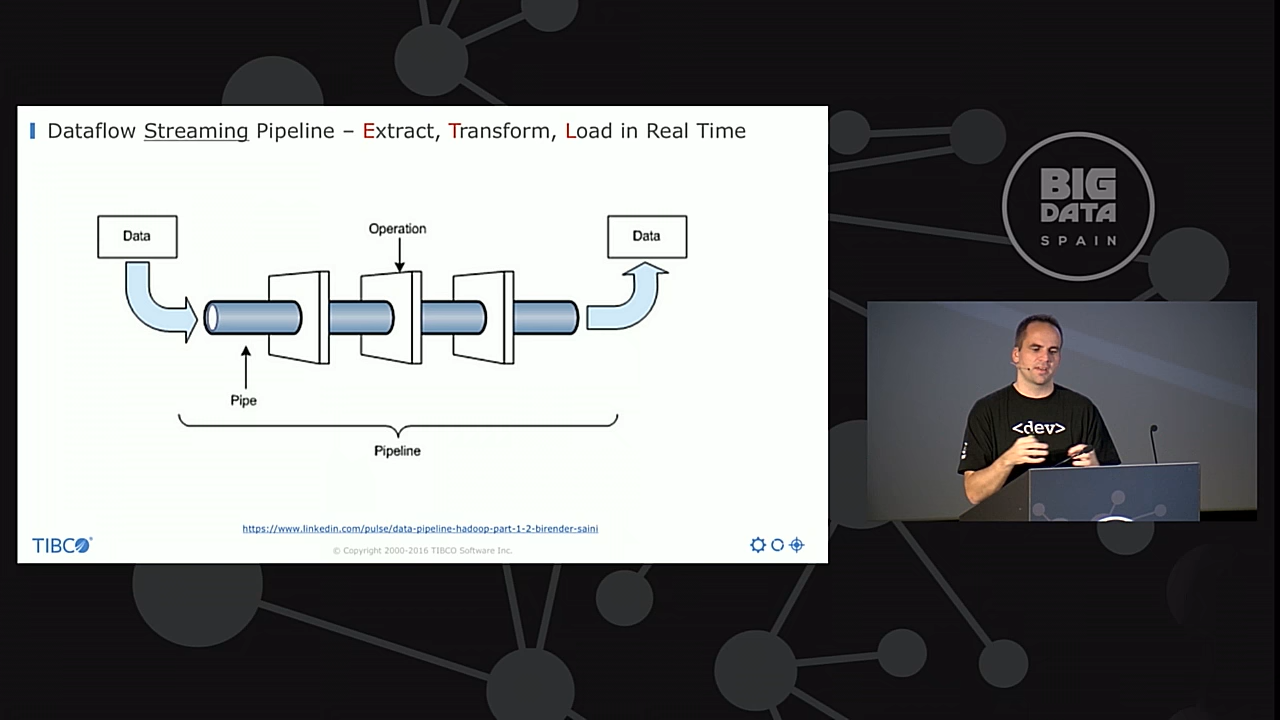 Dataflow Streaming Pipeline – Extract, Transform, Load in Real Time
Data
Operation
Data
Pipe
Pipeline
https://www.linkedin.com/pulse/data-pipeline-hadoop-part-1-2-birender-saini
TIBCO
© Copyright 2000-2016 TIBCO Software Inc.
BIG
DATA
SPAIN
<dev>